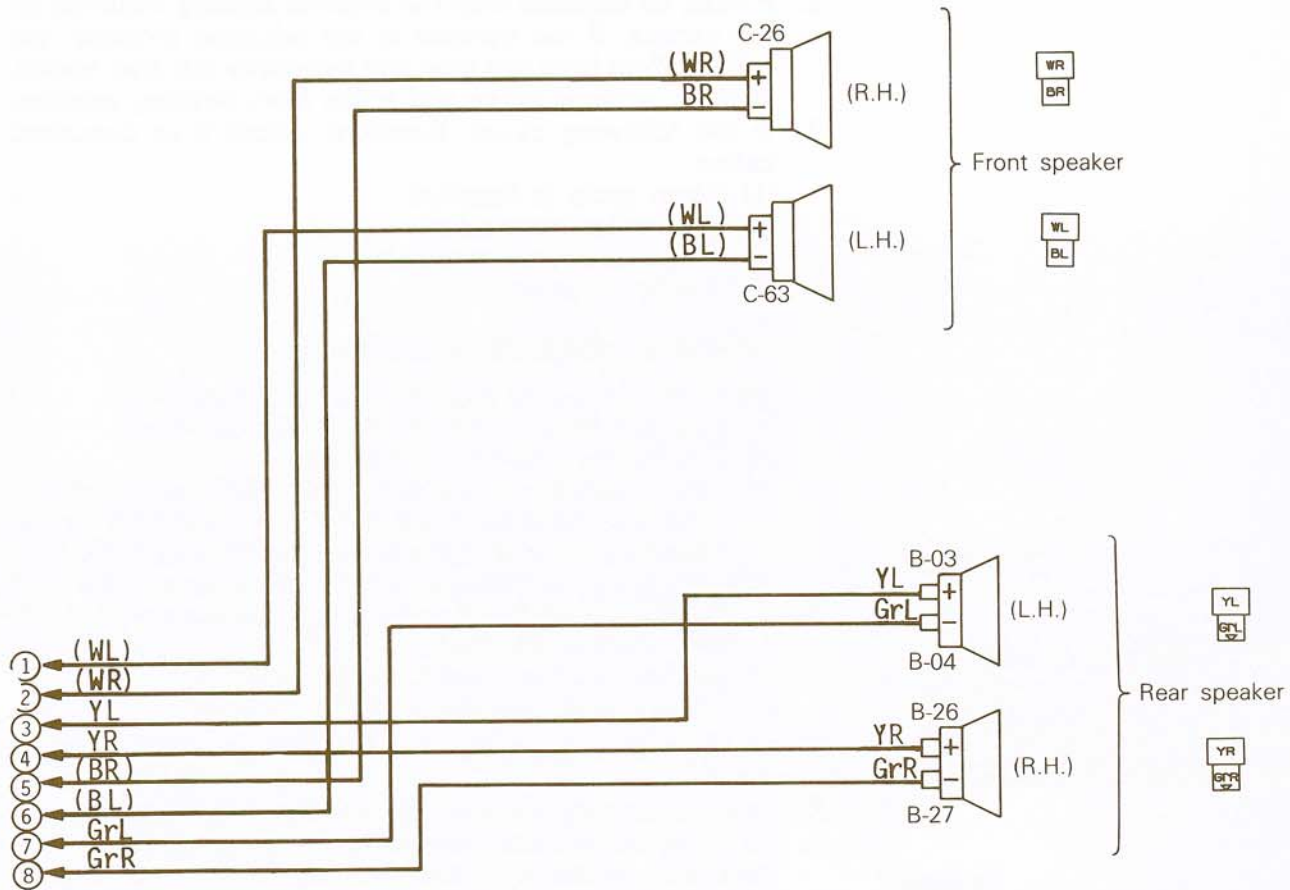 C-26
(WR)
+
BR
−
(R.H.)
WR
BR
Front speaker
(WL)
+
(BL)
−
(L.H.)
C-63
WL
BL
B-03
YL
+
GrL
−
(L.H.)
B-04
YL
GrL
Rear speaker
B-26
YR
+
GrR
−
(R.H.)
B-27
YR
GrR
1 (WL)
2 (WR)
3 YL
4 YR
5 (BR)
6 (BL)
7 GrL
8 GrR